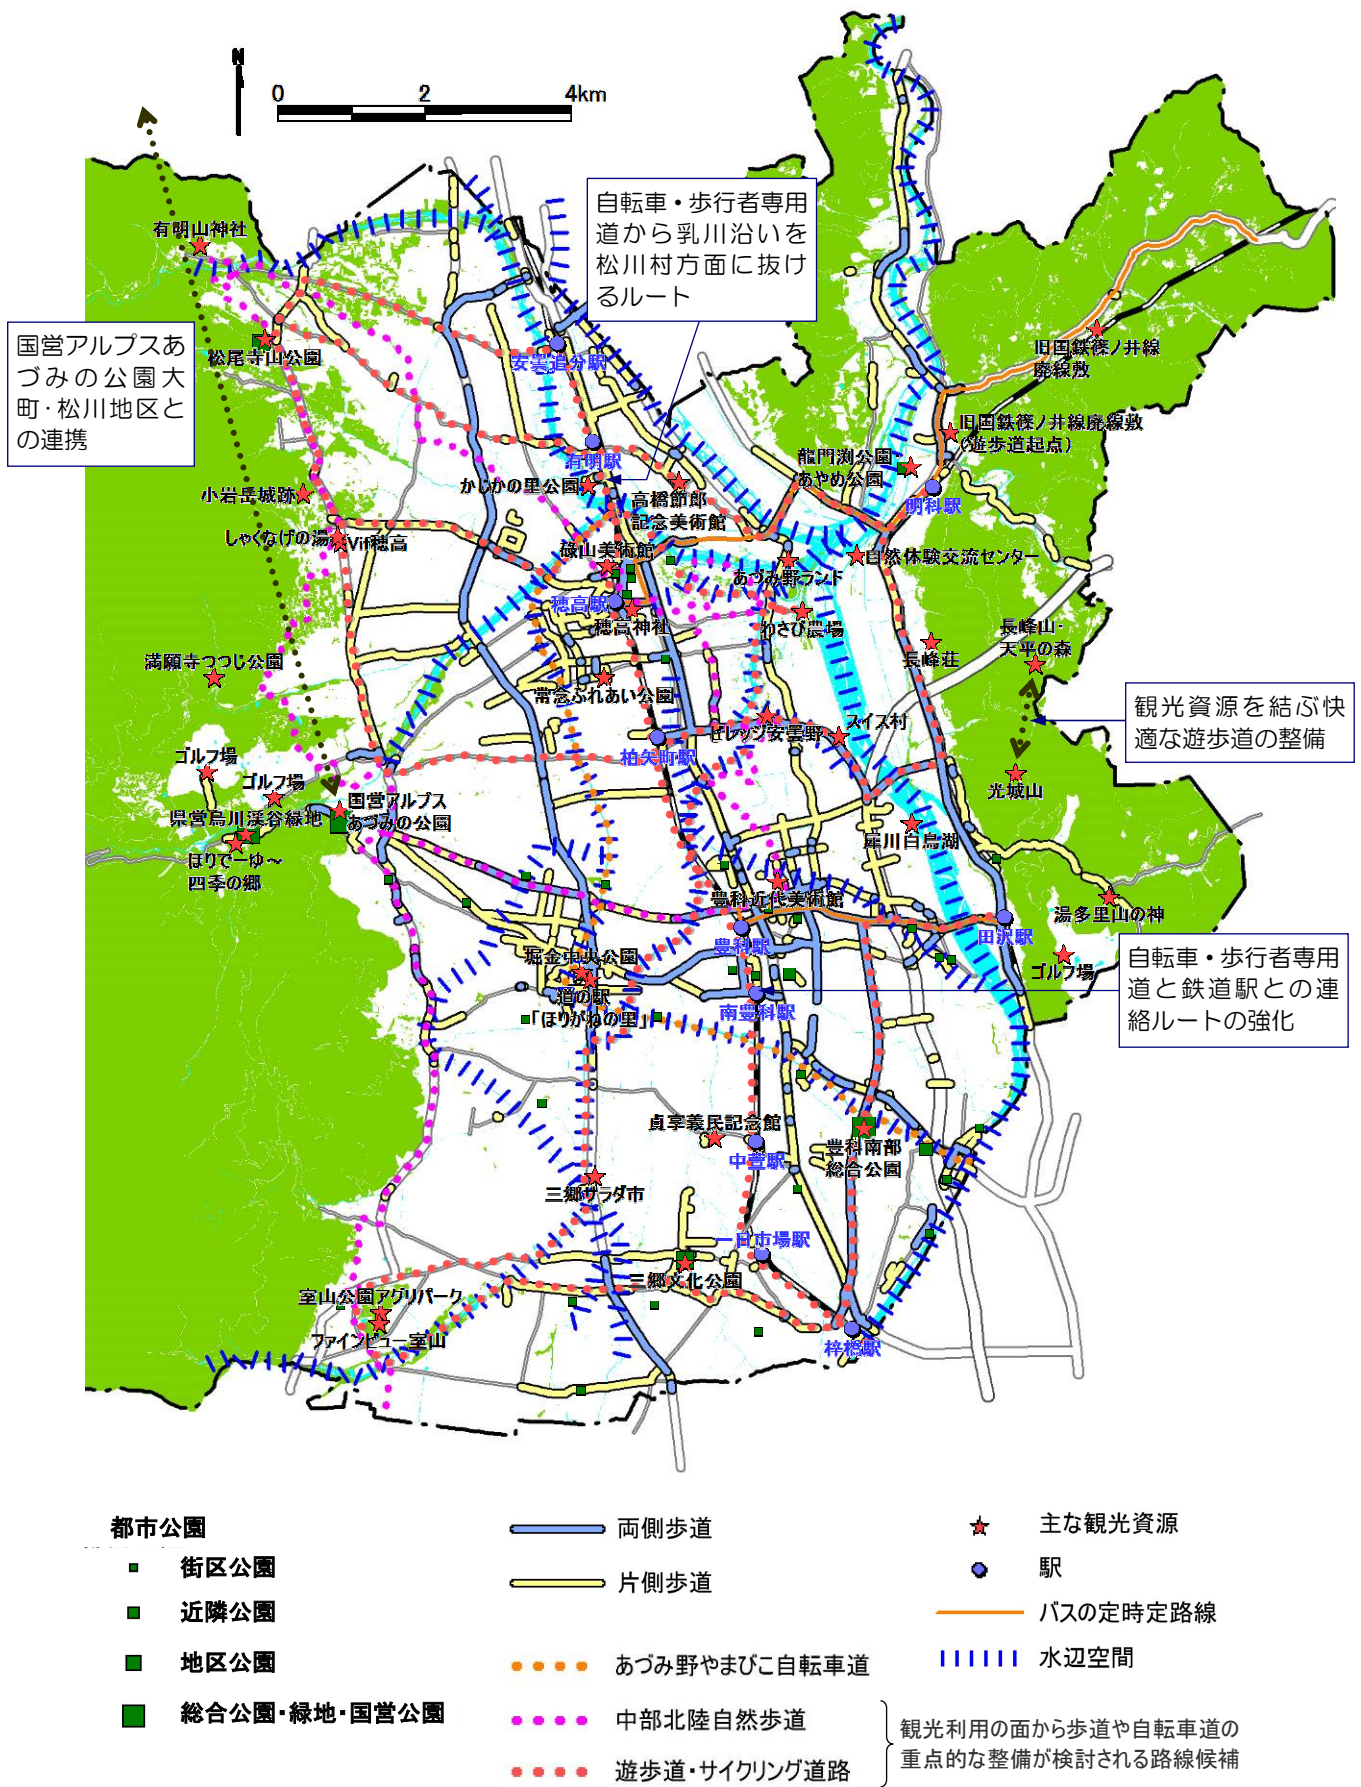 N
0 2 4km
自転車・歩行者専用
道から乳川沿いを
松川村方面に抜け
るルート
有明山神社
国営アルプスあ
づみの公園大
町・松川地区と
の連携
松尾寺山公園
安曇追分駅
旧国鉄篠ノ井線
廃線敷
旧国鉄篠ノ井線廃線敷
（遊歩道起点）
有明駅
龍門渕公園
あやめ公園
かじかの里公園
小岩岳城跡
高橋節郎
記念美術館
明科駅
しゃくなげの湯
Vif穂高
碌山美術館
あづみ野ランド
自然体験交流センター
穂高駅
穂高神社
わさび農場
長峰荘
長峰山・
天平の森
満願寺つつじ公園
常念ふれあい公園
観光資源を結ぶ快
適な遊歩道の整備
ビレッジ安曇野
スイス村
柏矢町駅
ゴルフ場
ゴルフ場
光城山
国営アルプス
あづみの公園
県営烏川渓谷緑地
犀川白鳥湖
ほりでーゆ～
四季の郷
豊科近代美術館
湯多里山の神
豊科駅
田沢駅
ゴルフ場
堀金中央公園
自転車・歩行者専用
道と鉄道駅との連
絡ルートの強化
道の駅
「ほりがねの里」
南豊科駅
貞享義民記念館
中萱駅
豊科南部
総合公園
三郷サラダ市
一日市場駅
三郷文化公園
室山公園アグリパーク
ファインビュー室山
梓橋駅
都市公園
街区公園
近隣公園
地区公園
総合公園・緑地・国営公園
両側歩道
片側歩道
あづみ野やまびこ自転車道
中部北陸自然歩道
遊歩道・サイクリング道路
主な観光資源
駅
バスの定時定路線
水辺空間
観光利用の面から歩道や自転車道の
重点的な整備が検討される路線候補